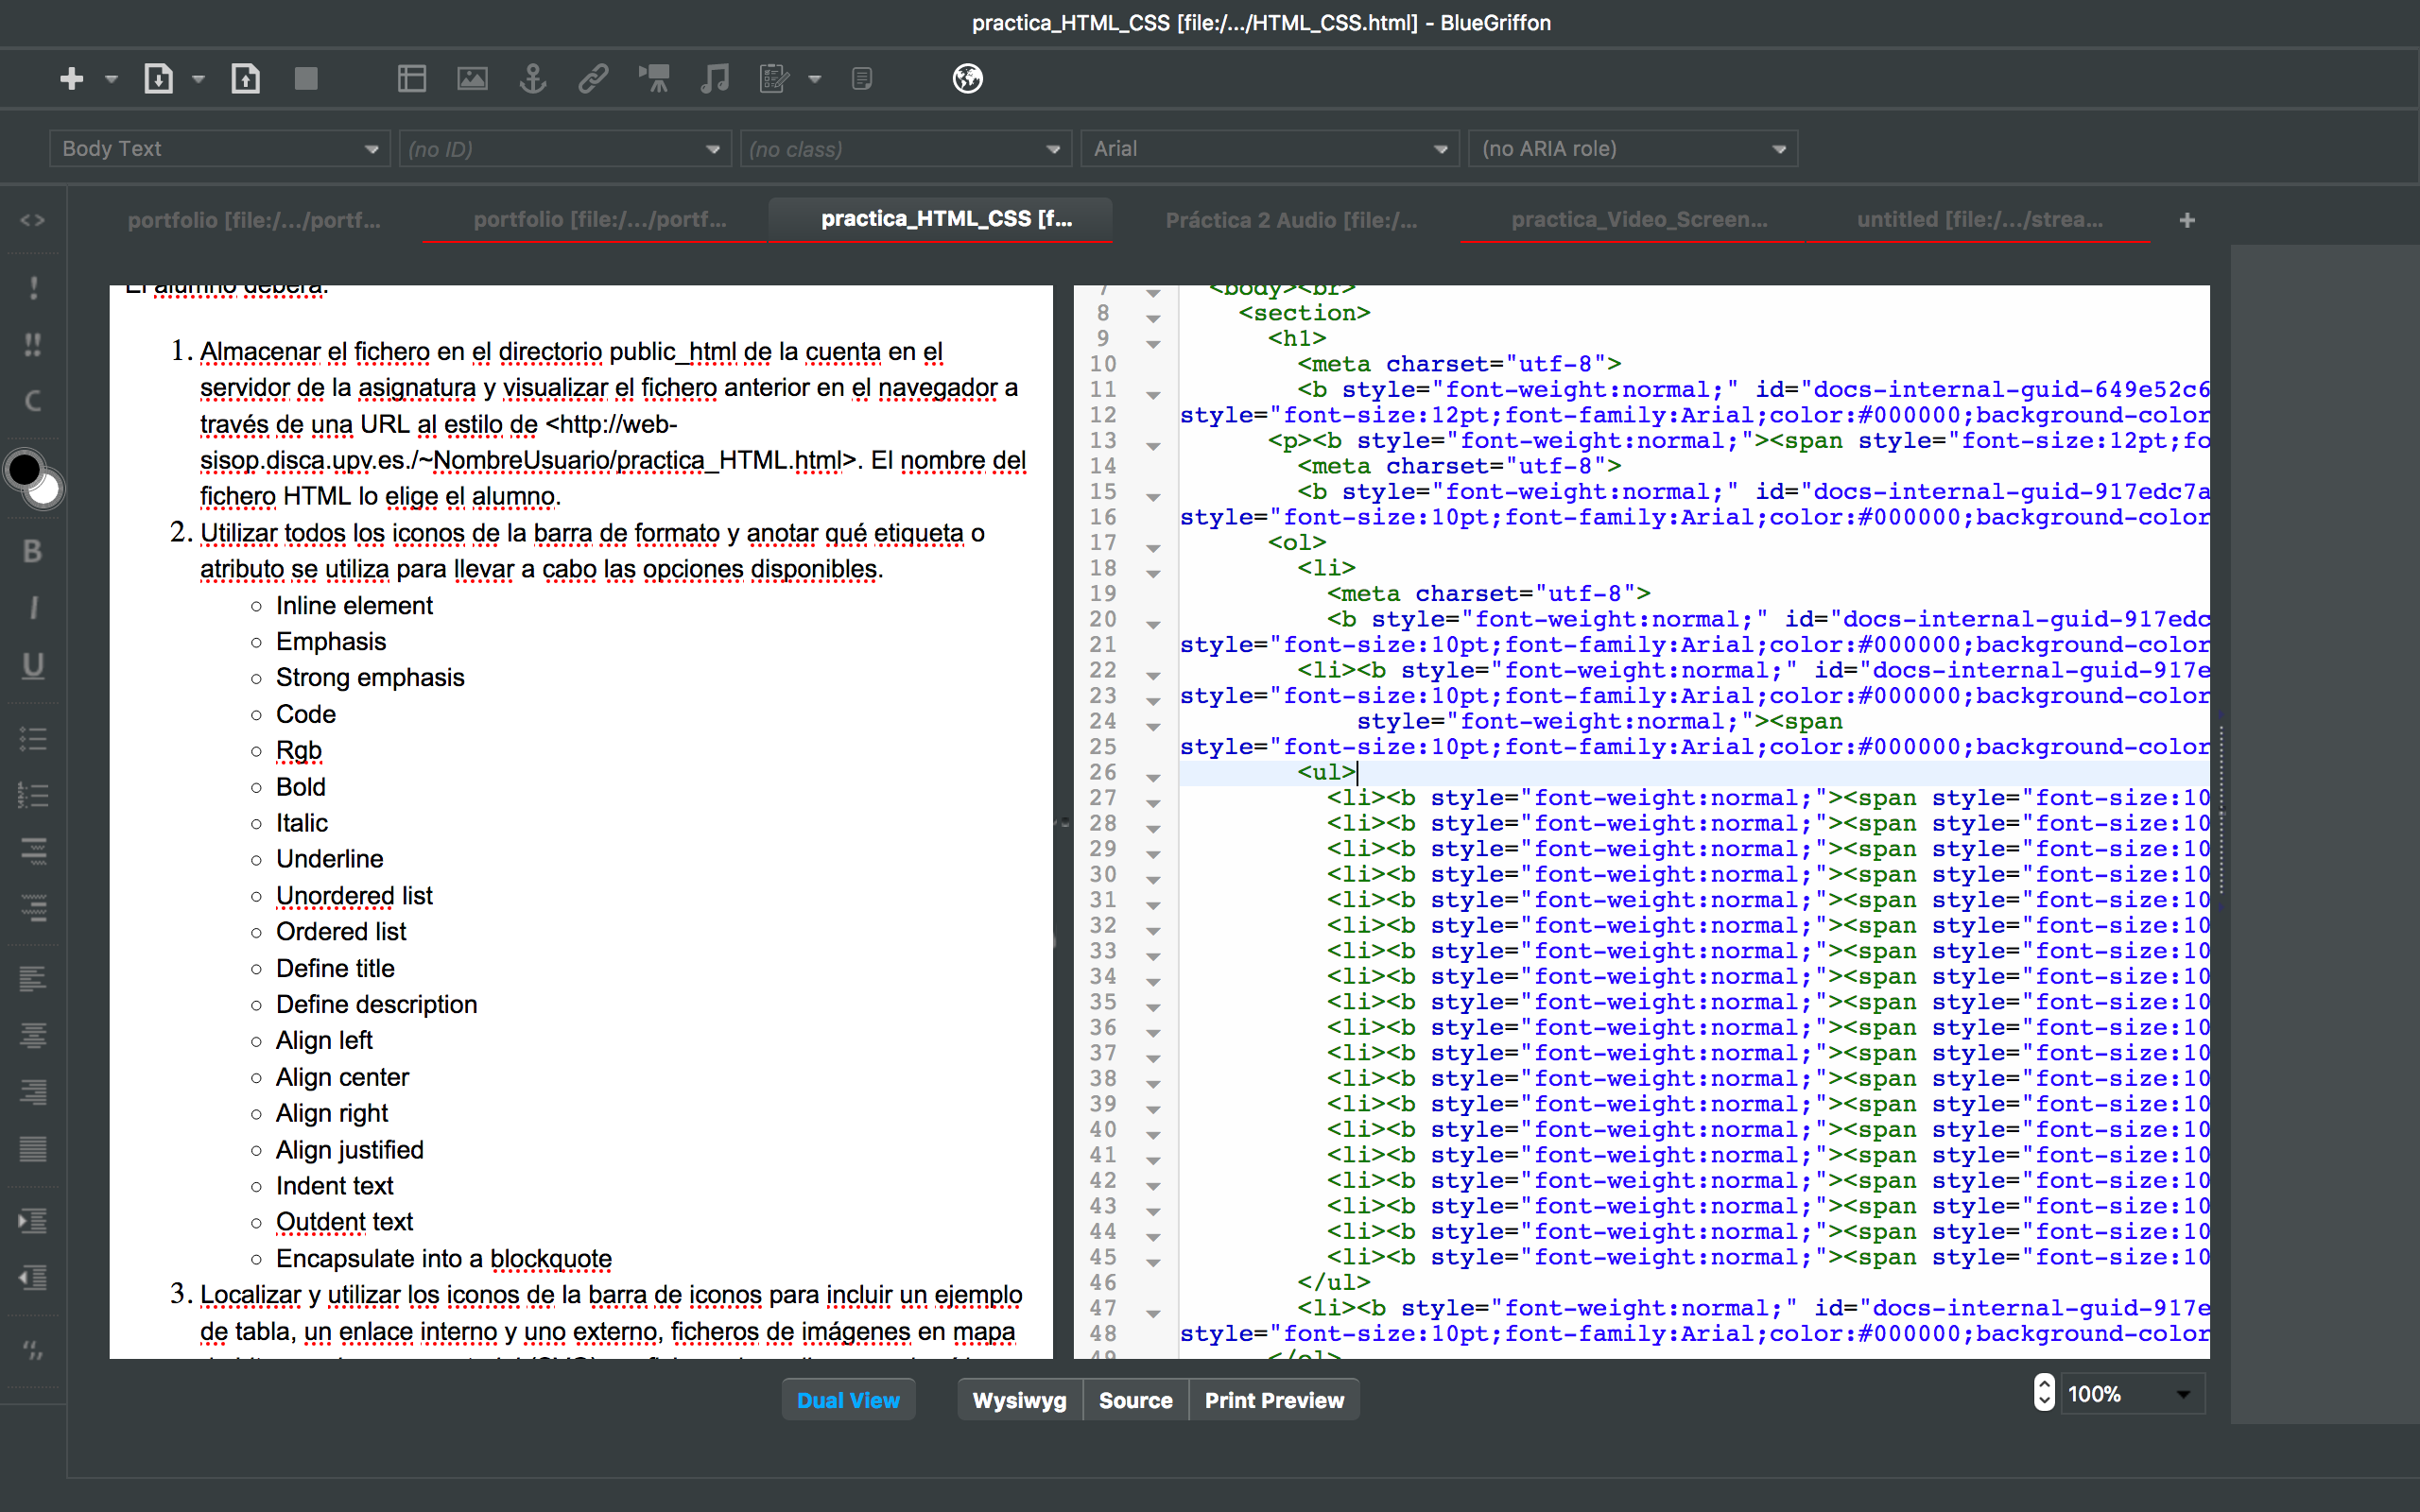 practica_HTML_CSS [file:/.../HTML_CSS.html] - BlueGriffon
Body Text
(no ID)
(no class)
Arial
(no ARIA role)
portfolio [file:/.../portf...
portfolio [file:/.../portf...
practica_HTML_CSS [f...
Práctica 2 Audio [file:/...
practica_Video_Screen...
untitled [file:/.../strea...
El alumno deberá:
1. Almacenar el fichero en el directorio public_html de la cuenta en el
servidor de la asignatura y visualizar el fichero anterior en el navegador a
través de una URL al estilo de <http://web-
sisop.disca.upv.es./~NombreUsuario/practica_HTML.html>. El nombre del
fichero HTML lo elige el alumno.
2. Utilizar todos los iconos de la barra de formato y anotar qué etiqueta o
atributo se utiliza para llevar a cabo las opciones disponibles.
Inline element
Emphasis
Strong emphasis
Code
Rgb
Bold
Italic
Underline
Unordered list
Ordered list
Define title
Define description
Align left
Align center
Align right
Align justified
Indent text
Outdent text
Encapsulate into a blockquote
3. Localizar y utilizar los iconos de la barra de iconos para incluir un ejemplo
de tabla, un enlace interno y uno externo, ficheros de imágenes en mapa
7 <body><br>
8 <section>
9 <h1>
10 <meta charset="utf-8">
11 <b style="font-weight:normal;" id="docs-internal-guid-649e52c6
12 style="font-size:12pt;font-family:Arial;color:#000000;background-color
13 <p><b style="font-weight:normal;"><span style="font-size:12pt;fo
14 <meta charset="utf-8">
15 <b style="font-weight:normal;" id="docs-internal-guid-917edc7a
16 style="font-size:10pt;font-family:Arial;color:#000000;background-color
17 <ol>
18 <li>
19 <meta charset="utf-8">
20 <b style="font-weight:normal;" id="docs-internal-guid-917edc
21 style="font-size:10pt;font-family:Arial;color:#000000;background-color
22 <li><b style="font-weight:normal;" id="docs-internal-guid-917e
23 style="font-size:10pt;font-family:Arial;color:#000000;background-color
24 style="font-weight:normal;"><span
25 style="font-size:10pt;font-family:Arial;color:#000000;background-color
26 <ul>
27 <li><b style="font-weight:normal;"><span style="font-size:10
28 <li><b style="font-weight:normal;"><span style="font-size:10
29 <li><b style="font-weight:normal;"><span style="font-size:10
30 <li><b style="font-weight:normal;"><span style="font-size:10
31 <li><b style="font-weight:normal;"><span style="font-size:10
32 <li><b style="font-weight:normal;"><span style="font-size:10
33 <li><b style="font-weight:normal;"><span style="font-size:10
34 <li><b style="font-weight:normal;"><span style="font-size:10
35 <li><b style="font-weight:normal;"><span style="font-size:10
36 <li><b style="font-weight:normal;"><span style="font-size:10
37 <li><b style="font-weight:normal;"><span style="font-size:10
38 <li><b style="font-weight:normal;"><span style="font-size:10
39 <li><b style="font-weight:normal;"><span style="font-size:10
40 <li><b style="font-weight:normal;"><span style="font-size:10
41 <li><b style="font-weight:normal;"><span style="font-size:10
42 <li><b style="font-weight:normal;"><span style="font-size:10
43 <li><b style="font-weight:normal;"><span style="font-size:10
44 <li><b style="font-weight:normal;"><span style="font-size:10
45 <li><b style="font-weight:normal;"><span style="font-size:10
46 </ul>
47 <li><b style="font-weight:normal;" id="docs-internal-guid-917e
48 style="font-size:10pt;font-family:Arial;color:#000000;background-color
49 </ol>
Dual View
Wysiwyg
Source
Print Preview
100%